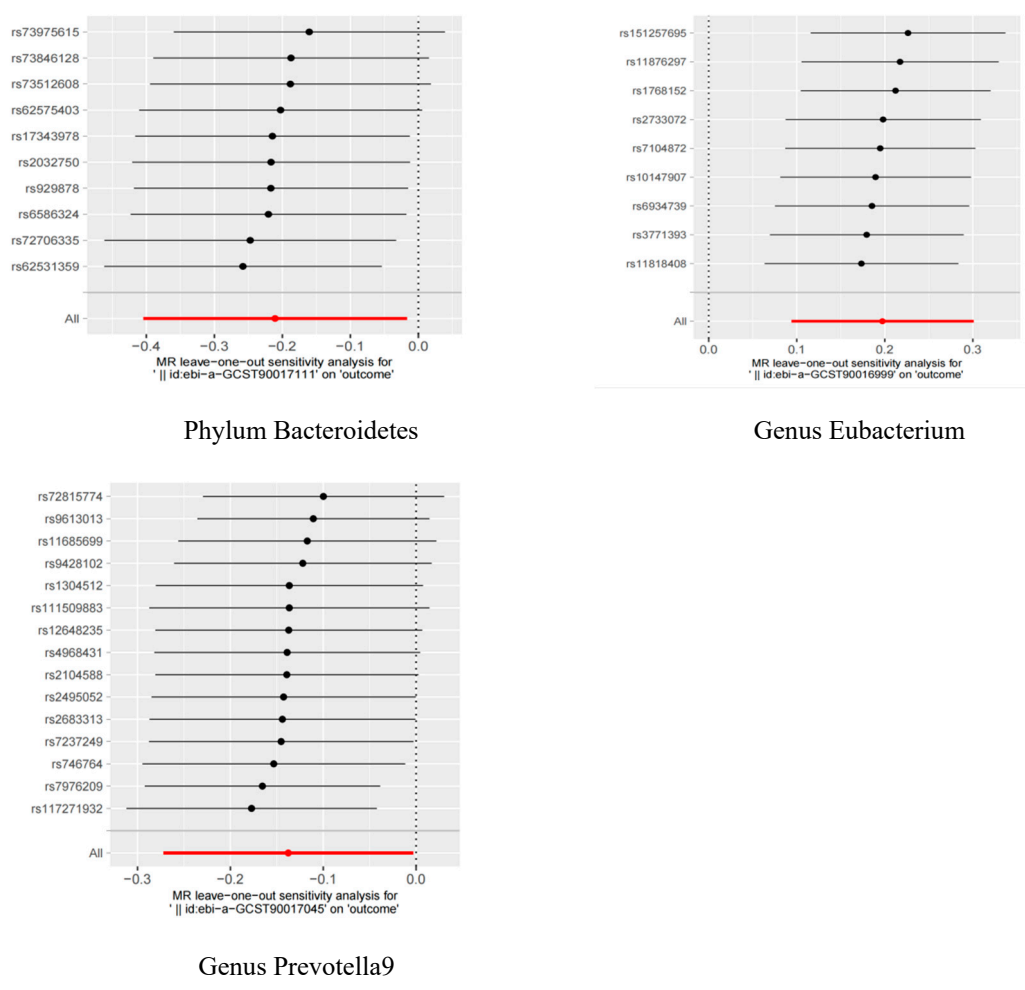 rs73975615
rs73846128
rs73512608
rs62575403
rs17343978
rs2032750
rs929878
rs6586324
rs72706335
rs62531359
All
−0.4 −0.3 −0.2 −0.1 0.0
MR leave−one−out sensitivity analysis for
' || id:ebi−a−GCST90017111' on 'outcome'
Phylum Bacteroidetes
rs151257695
rs11876297
rs1768152
rs2733072
rs7104872
rs10147907
rs6934739
rs3771393
rs11818408
All
0.0 0.1 0.2 0.3
MR leave−one−out sensitivity analysis for
' || id:ebi−a−GCST90016999' on 'outcome'
Genus Eubacterium
rs72815774
rs9613013
rs11685699
rs9428102
rs1304512
rs111509883
rs12648235
rs4968431
rs2104588
rs2495052
rs2683313
rs7237249
rs746764
rs7976209
rs117271932
All
−0.3 −0.2 −0.1 0.0
MR leave−one−out sensitivity analysis for
' || id:ebi−a−GCST90017045' on 'outcome'
Genus Prevotella9